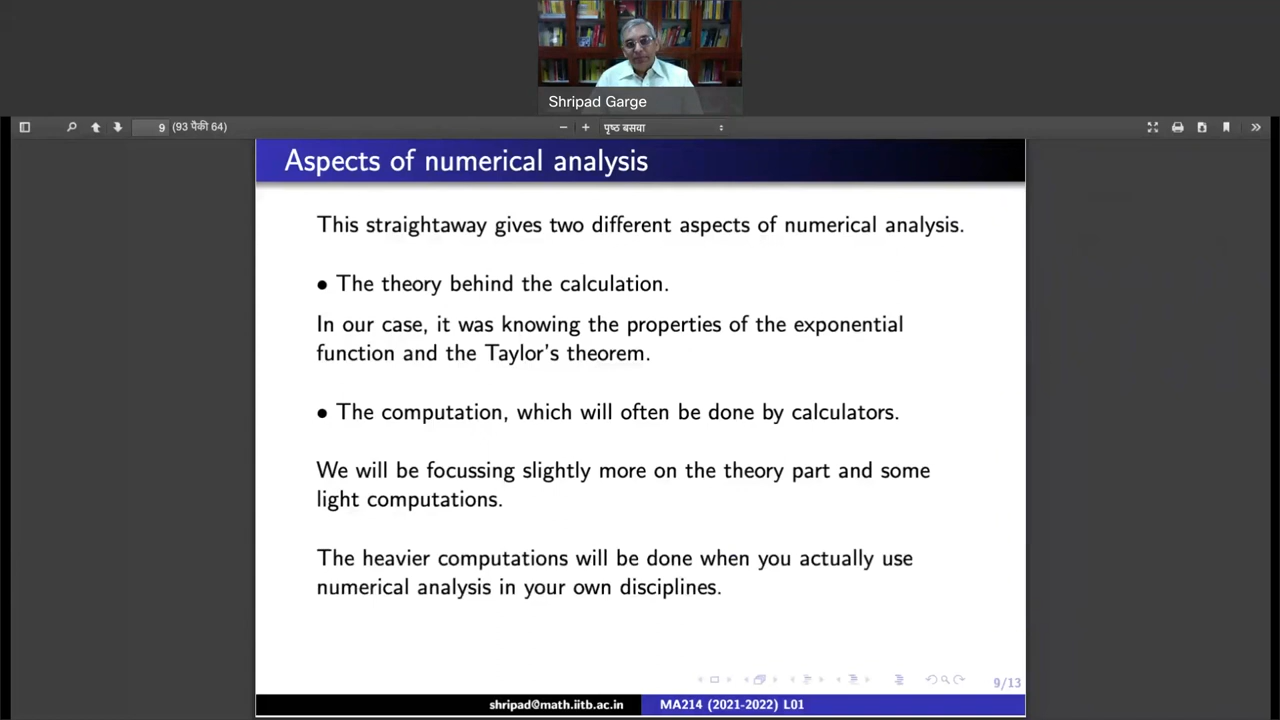 Shripad Garge
9 (93 पैकी 64)
पृष्ठ बसवा
Aspects of numerical analysis
This straightaway gives two different aspects of numerical analysis.
• The theory behind the calculation.
In our case, it was knowing the properties of the exponential
function and the Taylor's theorem.
• The computation, which will often be done by calculators.
We will be focussing slightly more on the theory part and some
light computations.
The heavier computations will be done when you actually use
numerical analysis in your own disciplines.
9/13
shripad@math.iitb.ac.in MA214 (2021-2022) L01